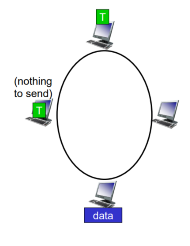 T
(nothing
to send)
T
data